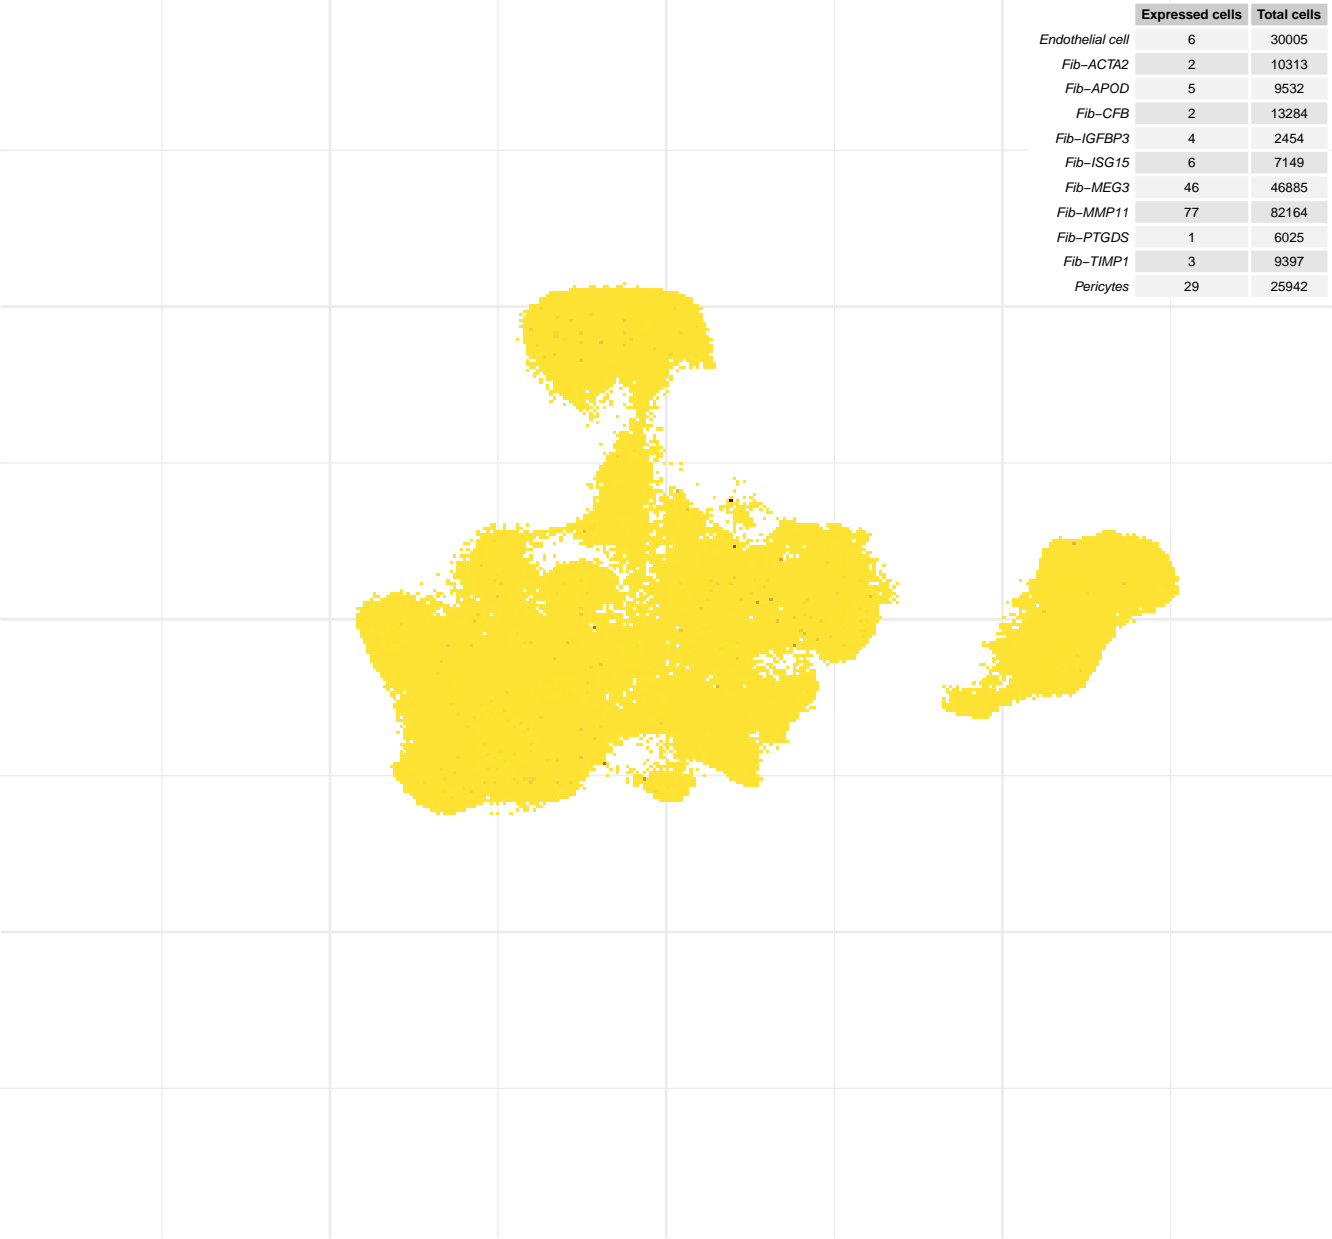 Expressed cells Total cells
Endothelial cell 6 30005
Fib−ACTA2 2 10313
Fib−APOD 5 9532
Fib−CFB 2 13284
Fib−IGFBP3 4 2454
Fib−ISG15 6 7149
Fib−MEG3 46 46885
Fib−MMP11 77 82164
Fib−PTGDS 1 6025
Fib−TIMP1 3 9397
Pericytes 29 25942